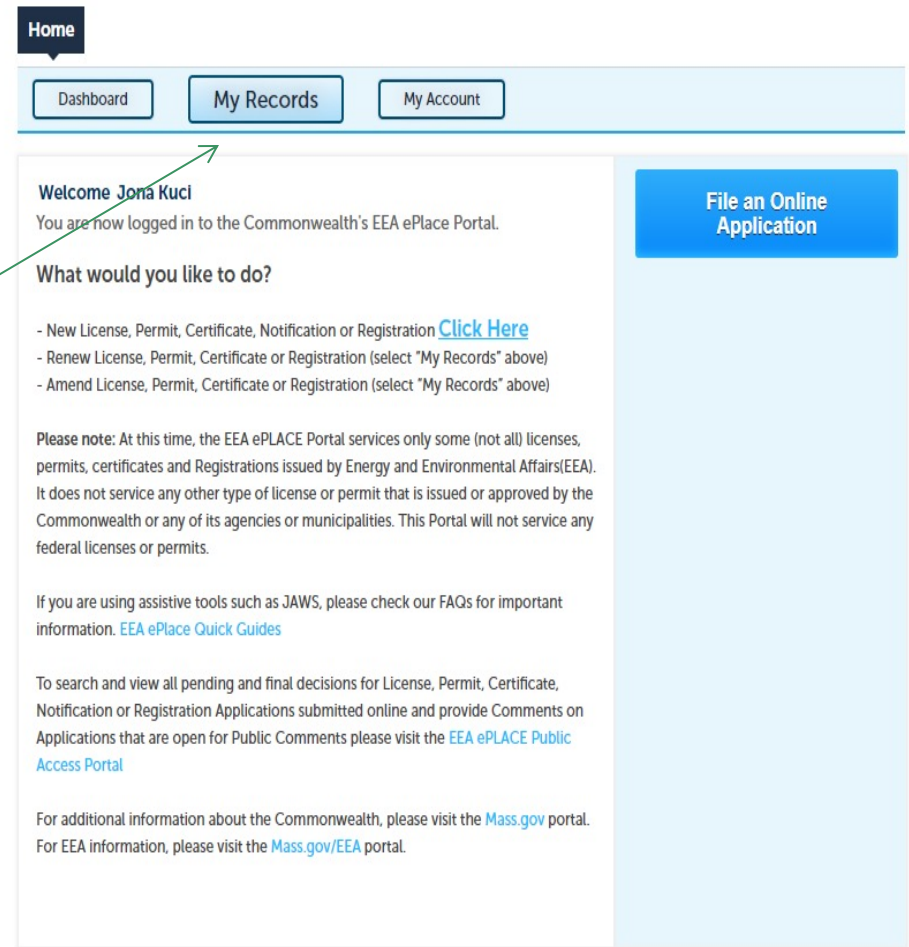 Home
Dashboard My Records My Account
Welcome Jona Kuci
You are now logged in to the Commonwealth's EEA ePlace Portal.
What would you like to do?
- New License, Permit, Certificate, Notification or Registration Click Here
- Renew License, Permit, Certificate or Registration (select "My Records" above)
- Amend License, Permit, Certificate or Registration (select "My Records" above)
Please note: At this time, the EEA ePLACE Portal services only some (not all) licenses,
permits, certificates and Registrations issued by Energy and Environmental Affairs(EEA).
It does not service any other type of license or permit that is issued or approved by the
Commonwealth or any of its agencies or municipalities. This Portal will not service any
federal licenses or permits.
If you are using assistive tools such as JAWS, please check our FAQs for important
information. EEA ePlace Quick Guides
To search and view all pending and final decisions for License, Permit, Certificate,
Notification or Registration Applications submitted online and provide Comments on
Applications that are open for Public Comments please visit the EEA ePLACE Public
Access Portal
For additional information about the Commonwealth, please visit the Mass.gov portal.
For EEA information, please visit the Mass.gov/EEA portal.
File an Online
Application